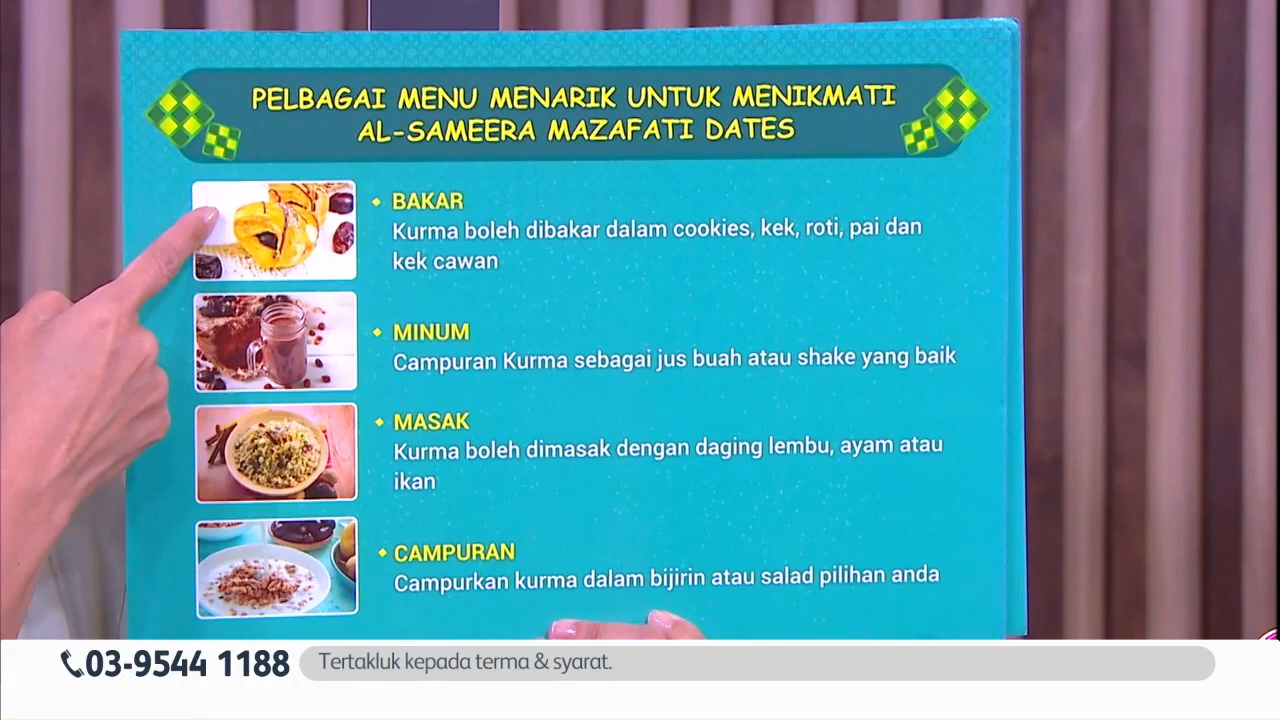 PELBAGAI MENU MENARIK UNTUK MENIKMATI
AL-SAMEERA MAZAFATI DATES
BAKAR
Kurma boleh dibakar dalam cookies, kek, roti, pai dan
kek cawan
MINUM
Campuran Kurma sebagai jus buah atau shake yang baik
MASAK
Kurma boleh dimasak dengan daging lembu, ayam atau
ikan
CAMPURAN
Campurkan kurma dalam bijirin atau salad pilihan anda
03-9544 1188
Tertakluk kepada terma & syarat.